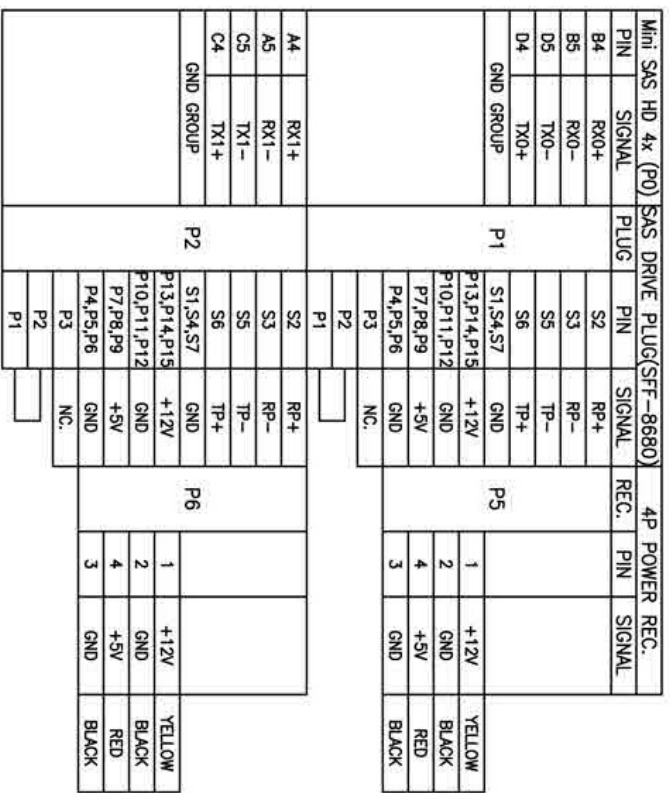 Mini SAS HD 4x (P0) SAS DRIVE PLUG(SFF-8680) 4P POWER REC.
PIN SIGNAL PLUG PIN SIGNAL REC. PIN SIGNAL
B4 RX0+ P1 S2 RP+
B5 RX0- S3 RP-
D5 TX0- S5 TP-
D4 TX0+ S6 TP+
GND GROUP S1,S4,S7 GND
P13,P14,P15 +12V P5 1 +12V YELLOW
P10,P11,P12 GND 2 GND BLACK
P7,P8,P9 +5V 4 +5V RED
P4,P5,P6 GND 3 GND BLACK
P3 NC.
P2
P1
A4 RX1+ P2 S2 RP+
A5 RX1- S3 RP-
C5 TX1- S5 TP-
C4 TX1+ S6 TP+
GND GROUP S1,S4,S7 GND
P13,P14,P15 +12V P6 1 +12V YELLOW
P10,P11,P12 GND 2 GND BLACK
P7,P8,P9 +5V 4 +5V RED
P4,P5,P6 GND 3 GND BLACK
P3 NC.
P2
P1